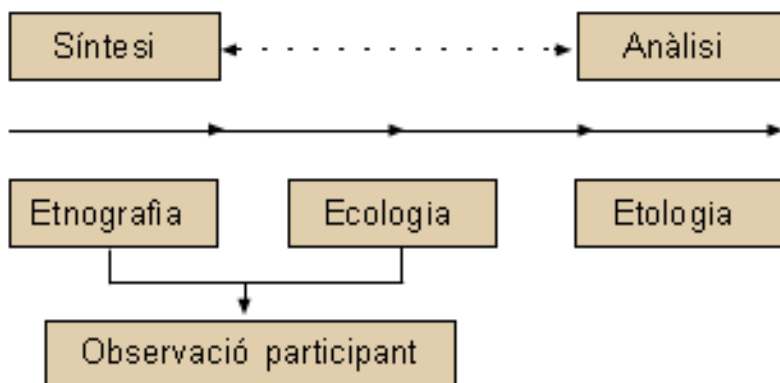 Síntesi
Anàlisi
Etnografia
Ecologia
Etologia
Observació participant